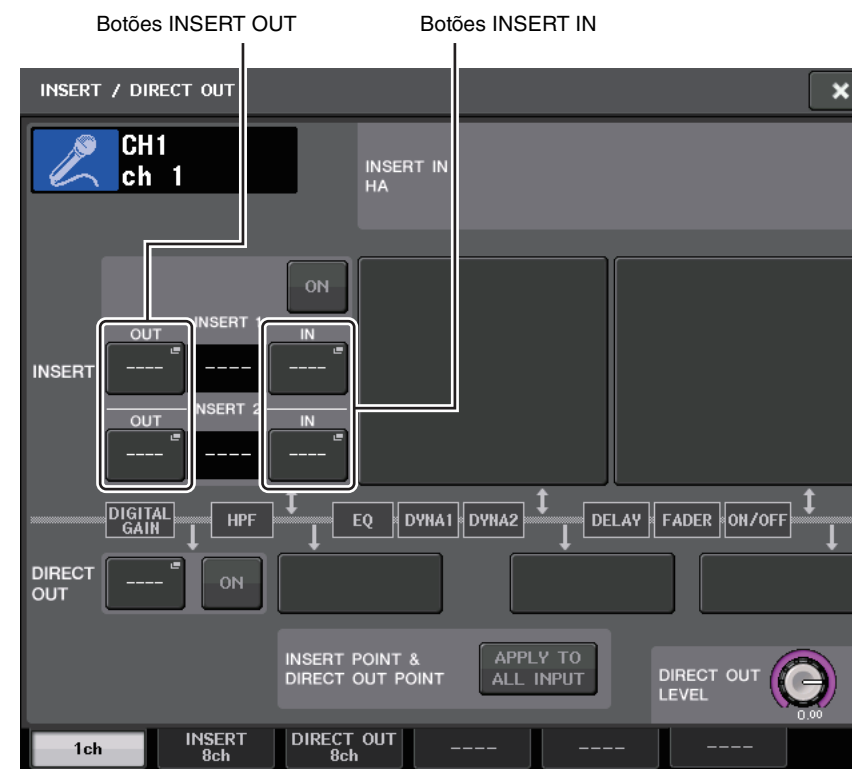 Botões INSERT OUT
Botões INSERT IN
INSERT / DIRECT OUT
CH1
ch 1
INSERT IN
HA
ON
INSERT 1
OUT
IN
INSERT
----
----
----
NSERT 2
OUT
IN
----
----
----
DIGITAL
GAIN
HPF
EQ
DYNA1
DYNA2
DELAY
FADER
ON/OFF
DIRECT
OUT
----
ON
INSERT POINT &
DIRECT OUT POINT
APPLY TO
ALL INPUT
DIRECT OUT
LEVEL
0.00
1ch
INSERT
8ch
DIRECT OUT
8ch
----
----
----